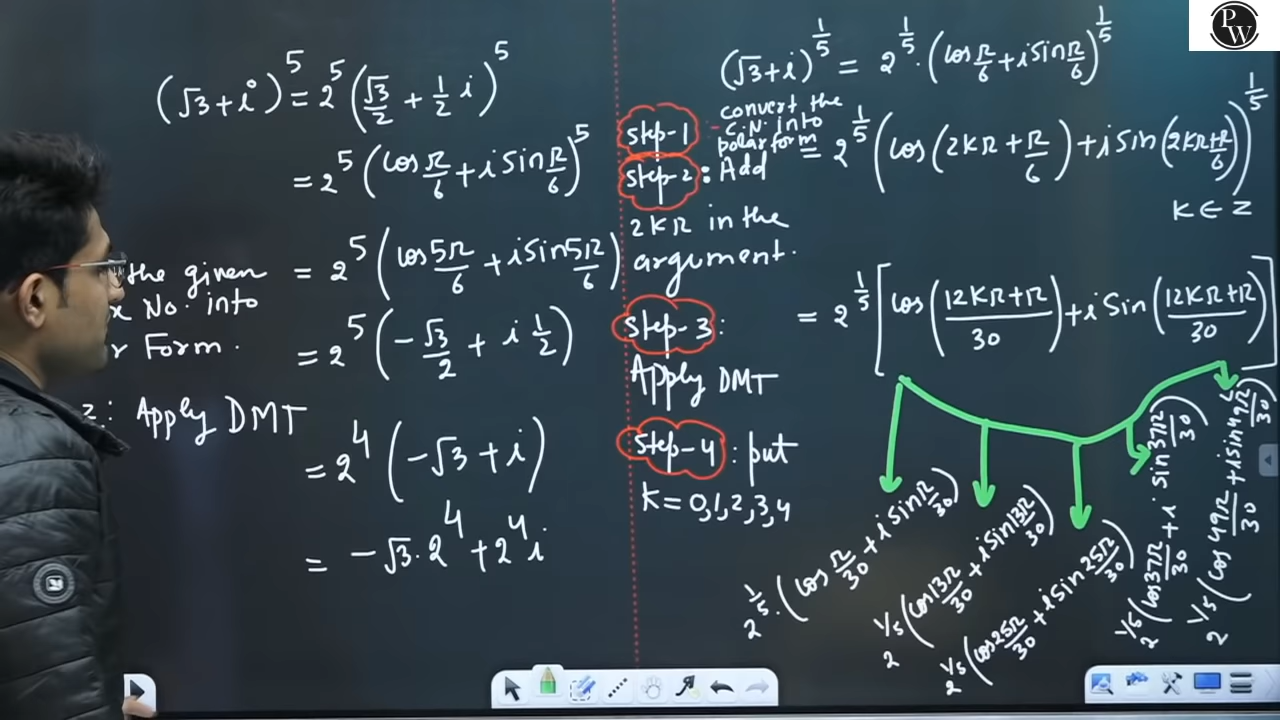 PW
(√3+i)^5 = 2^5 (√3/2 + 1/2 i)^5
= 2^5 (cos π/6 + i sin π/6)^5
= 2^5 (cos 5π/6 + i sin 5π/6)
= 2^5 (-√3/2 + i 1/2)
= 2^4 (-√3 + i)
= -√3·2^4 + 2^4 i
the given
x No. into
r Form.
2: Apply DMT
(√3+i)^1/5 = 2^1/5 · (cos π/6 + i sin π/6)^1/5
= 2^1/5 (cos (2kπ + π/6) + i sin (2kπ + π/6))^1/5
k ∈ Z
= 2^1/5 [cos (12kπ+π/30) + i sin (12kπ+π/30)]
Step-1 - convert the
C.N. into
polar form
Step-2: Add
2kπ in the
argument.
Step-3:
Apply DMT
Step-4: put
k = 0,1,2,3,4
2^1/5 · (cos π/30 + i sin π/30)
2^1/5 (cos 13π/30 + i sin 13π/30)
2^1/5 (cos 25π/30 + i sin 25π/30)
2^1/5 (cos 37π/30 + i sin 37π/30)
2^1/5 (cos 49π/30 + i sin 49π/30)